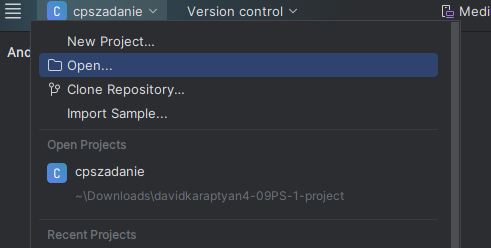 C cpszadanie Version control Medi
And
New Project...
Open...
Clone Repository...
Import Sample...
Open Projects
C cpszadanie
~\Downloads\davidkaraptyan4-09PS-1-project
Recent Projects